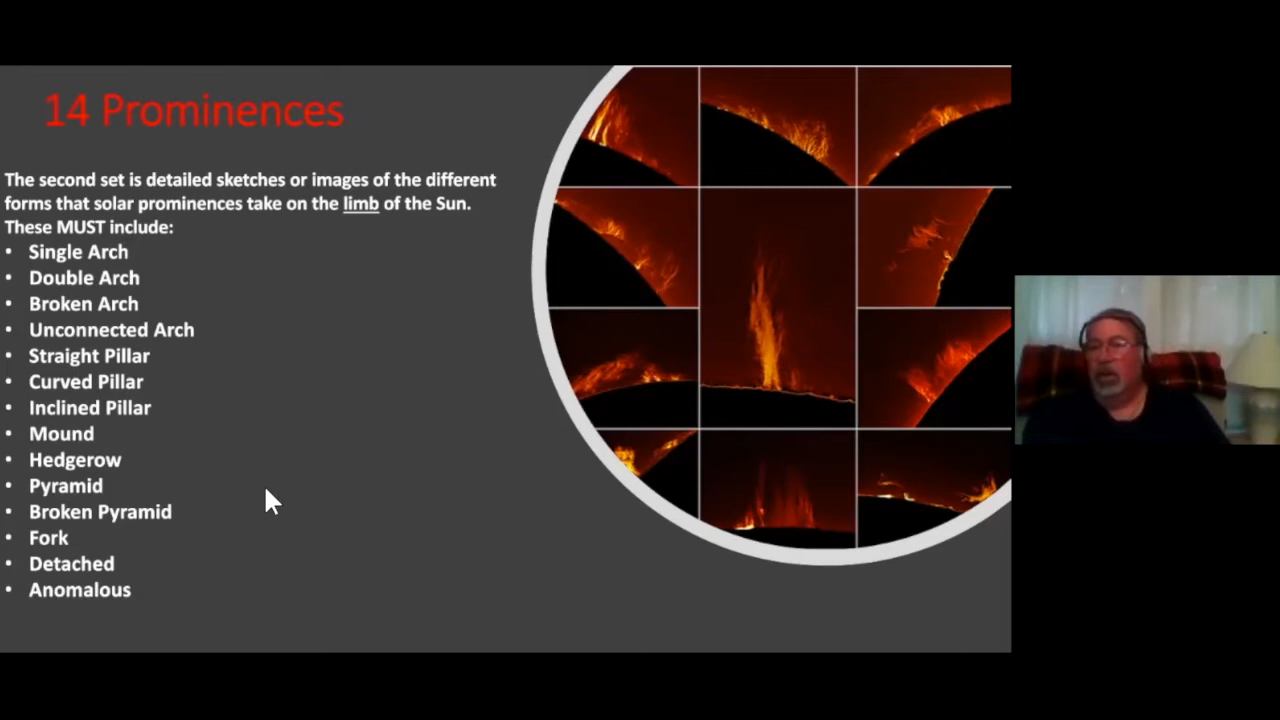 14 Prominences
The second set is detailed sketches or images of the different
forms that solar prominences take on the limb of the Sun.
These MUST include:
• Single Arch
• Double Arch
• Broken Arch
• Unconnected Arch
• Straight Pillar
• Curved Pillar
• Inclined Pillar
• Mound
• Hedgerow
• Pyramid
• Broken Pyramid
• Fork
• Detached
• Anomalous